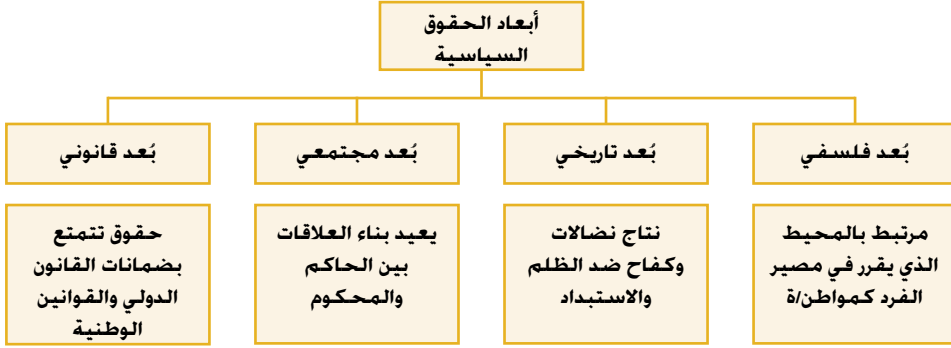 أبعاد الحقوق
السياسية
بُعد فلسفي
بُعد تاريخي
بُعد مجتمعي
بُعد قانوني
مرتبط بالمحيط
الذي يقرر في مصير
الفرد كمواطن/ة
نتاج نضالات
وكفاح ضد الظلم
والاستبداد
يعيد بناء العلاقات
بين الحاكم
والمحكوم
حقوق تتمتع
بضمانات القانون
الدولي والقوانين
الوطنية